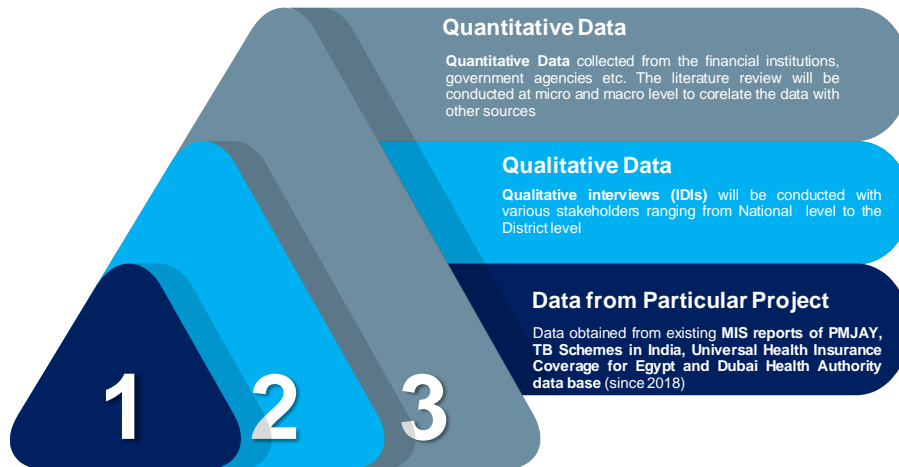 Quantitative Data
Quantitative Data collected from the financial institutions,
government agencies etc. The literature review will be
conducted at micro and macro level to corelate the data with
other sources
Qualitative Data
Qualitative interviews (IDIs) will be conducted with
various stakeholders ranging from National level to the
District level
Data from Particular Project
Data obtained from existing MIS reports of PMJAY,
TB Schemes in India, Universal Health Insurance
Coverage for Egypt and Dubai Health Authority
data base (since 2018)
1 2 3